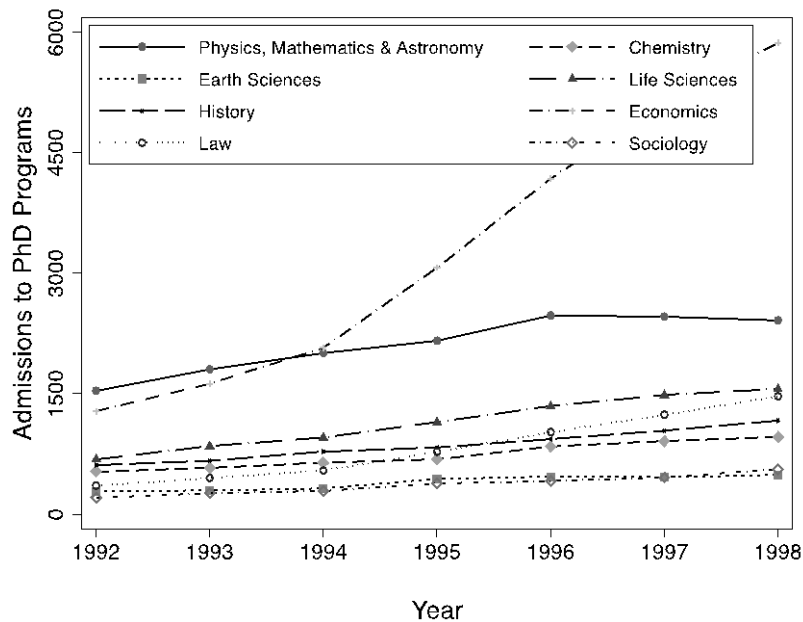 6000
4500
3000
1500
0
Admissions to PhD Programs
Physics, Mathematics & Astronomy
Earth Sciences
History
Law
Chemistry
Life Sciences
Economics
Sociology
1992 1993 1994 1995 1996 1997 1998
Year